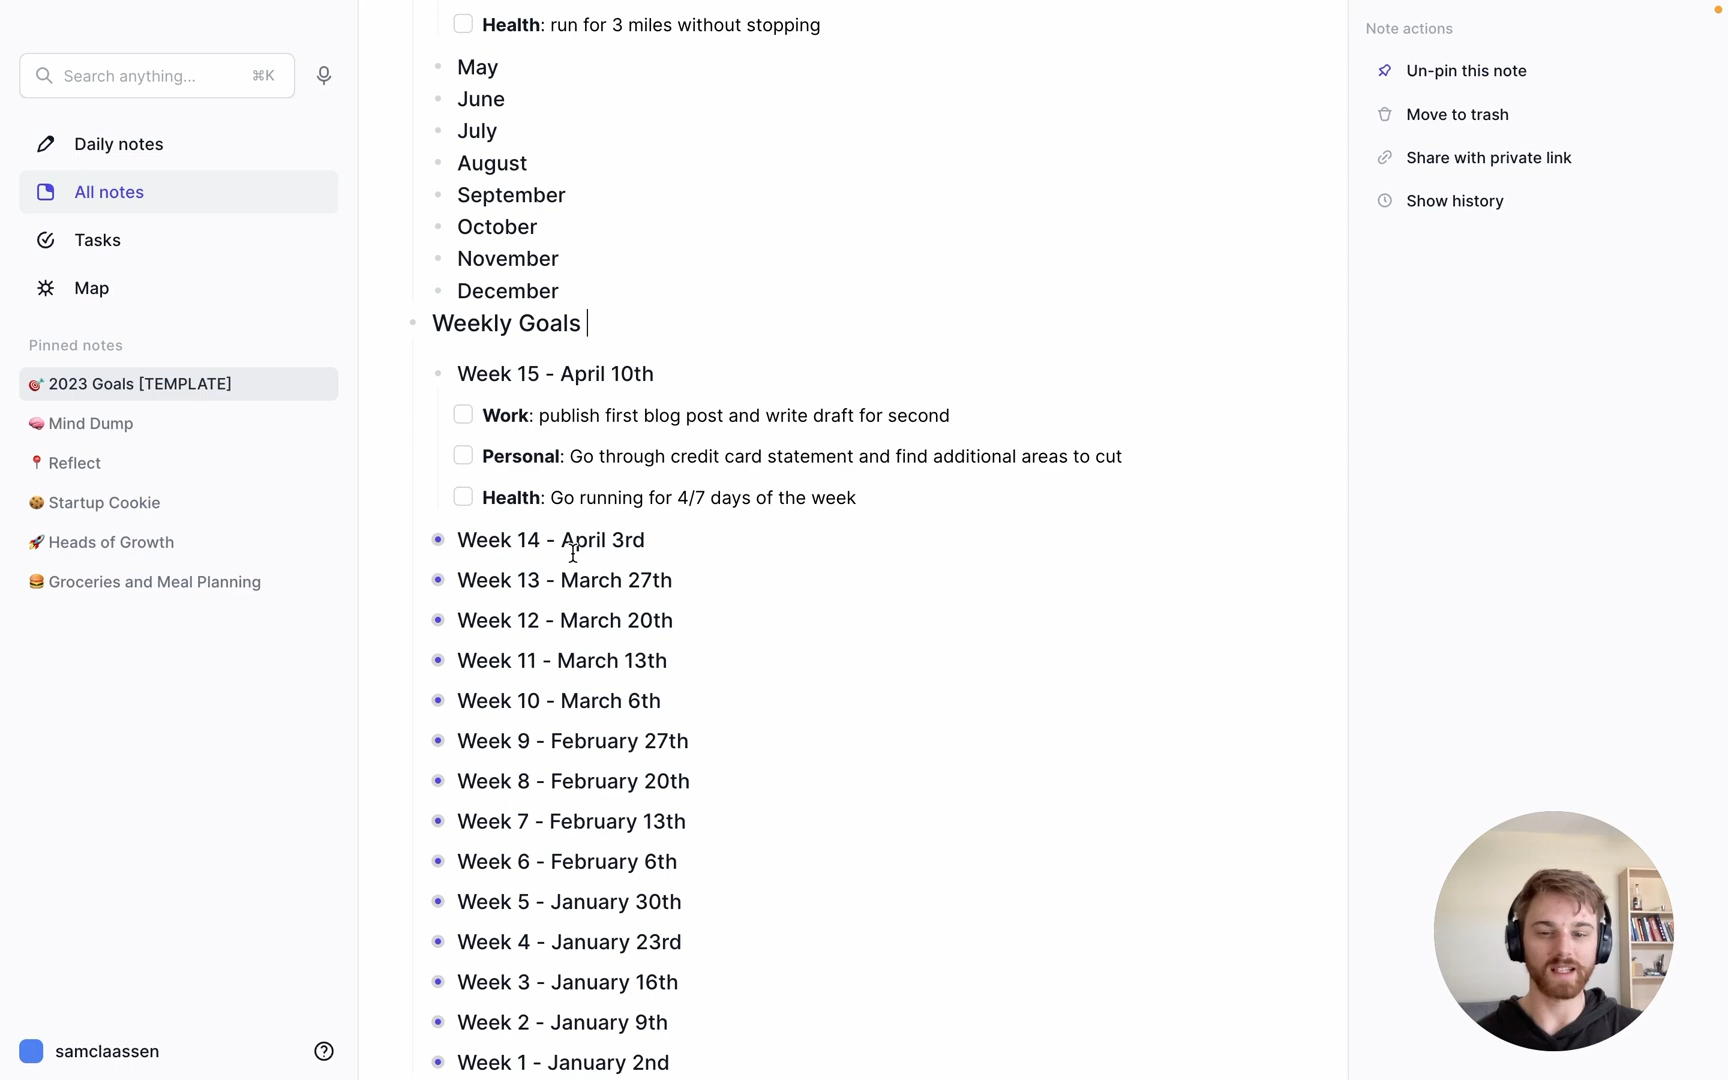 Search anything... ⌘K
Daily notes
All notes
Tasks
Map
Pinned notes
2023 Goals [TEMPLATE]
Mind Dump
Reflect
Startup Cookie
Heads of Growth
Groceries and Meal Planning
samclaassen
Health: run for 3 miles without stopping
May
June
July
August
September
October
November
December
Weekly Goals
Week 15 - April 10th
Work: publish first blog post and write draft for second
Personal: Go through credit card statement and find additional areas to cut
Health: Go running for 4/7 days of the week
Week 14 - April 3rd
Week 13 - March 27th
Week 12 - March 20th
Week 11 - March 13th
Week 10 - March 6th
Week 9 - February 27th
Week 8 - February 20th
Week 7 - February 13th
Week 6 - February 6th
Week 5 - January 30th
Week 4 - January 23rd
Week 3 - January 16th
Week 2 - January 9th
Week 1 - January 2nd
Note actions
Un-pin this note
Move to trash
Share with private link
Show history